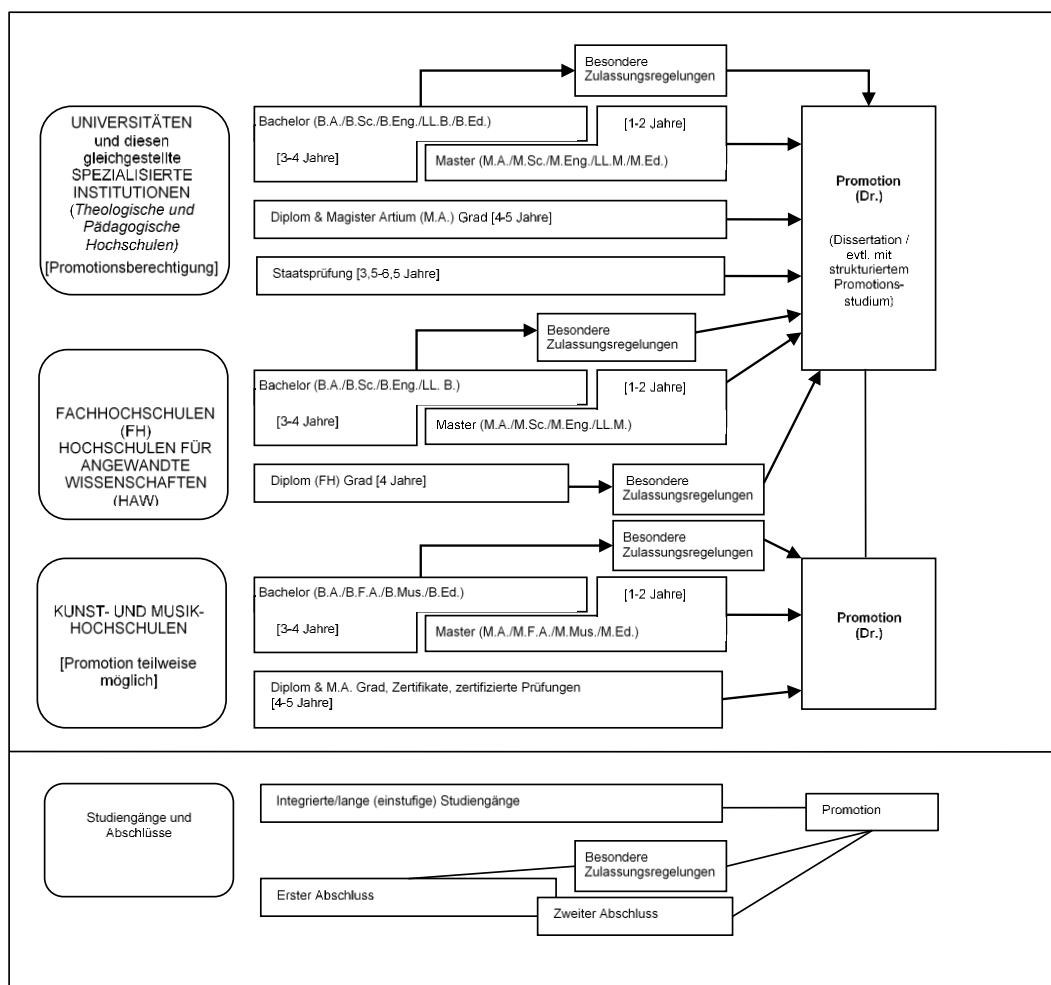 Besondere
Zulassungsregelungen
UNIVERSITÄTEN
und diesen
gleichgestellte
SPEZIALISIERTE
INSTITUTIONEN
(Theologische und
Pädagogische
Hochschulen)
[Promotionsberechtigung]
Bachelor (B.A./B.Sc./B.Eng./LL.B./B.Ed.)
[1-2 Jahre]
[3-4 Jahre]
Master (M.A./M.Sc./M.Eng./LL.M./M.Ed.)
Diplom & Magister Artium (M.A.) Grad [4-5 Jahre]
Staatsprüfung [3,5-6,5 Jahre]
Promotion
(Dr.)
(Dissertation /
evtl. mit
strukturiertem
Promotions-
studium)
Besondere
Zulassungsregelungen
FACHHOCHSCHULEN
(FH)
HOCHSCHULEN FÜR
ANGEWANDTE
WISSENSCHAFTEN
(HAW)
Bachelor (B.A./B.Sc./B.Eng./LL. B.)
[1-2 Jahre]
[3-4 Jahre]
Master (M.A./M.Sc./M.Eng./LL.M.)
Diplom (FH) Grad [4 Jahre]
Besondere
Zulassungsregelungen
Besondere
Zulassungsregelungen
KUNST- UND MUSIK-
HOCHSCHULEN
[Promotion teilweise
möglich]
Bachelor (B.A./B.F.A./B.Mus./B.Ed.)
[1-2 Jahre]
[3-4 Jahre]
Master (M.A./M.F.A./M.Mus./M.Ed.)
Diplom & M.A. Grad, Zertifikate, zertifizierte Prüfungen
[4-5 Jahre]
Promotion
(Dr.)
Studiengänge und
Abschlüsse
Integrierte/lange (einstufige) Studiengänge
Promotion
Besondere
Zulassungsregelungen
Erster Abschluss
Zweiter Abschluss